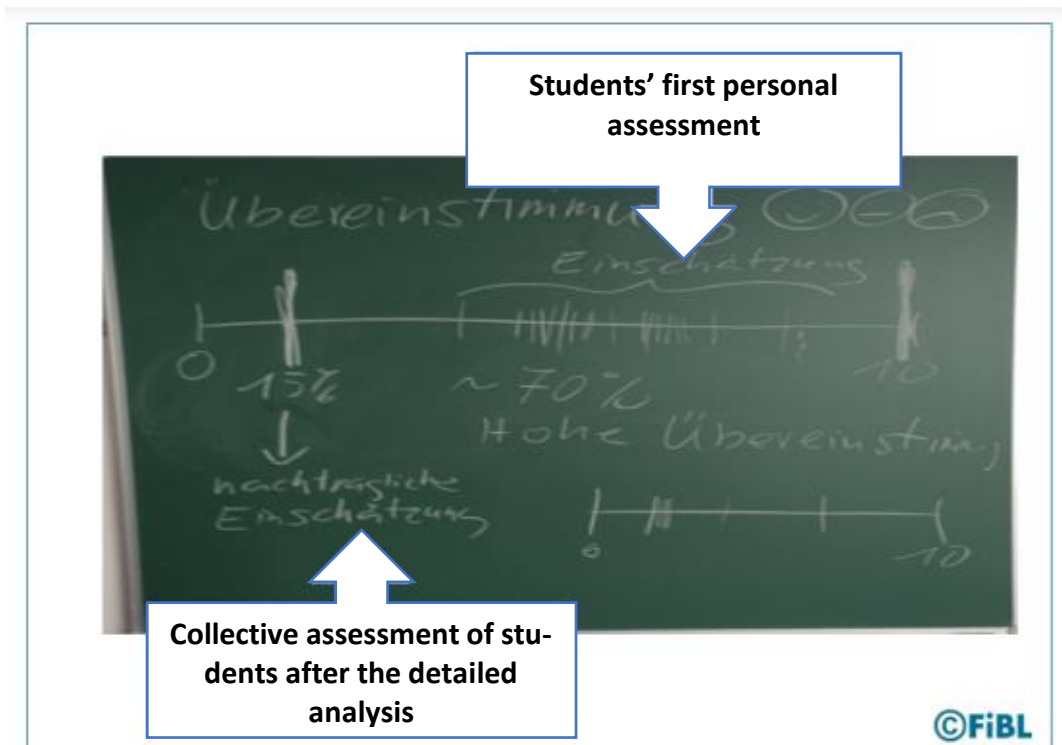 Students' first personal
assessment
Übereinstimmung
Einschätzung
0
15%
~ 70%
10
Hohe Übereinstimmg
nachträgliche
Einschätzung
0
10
Collective assessment of stu-
dents after the detailed
analysis
©FiBL